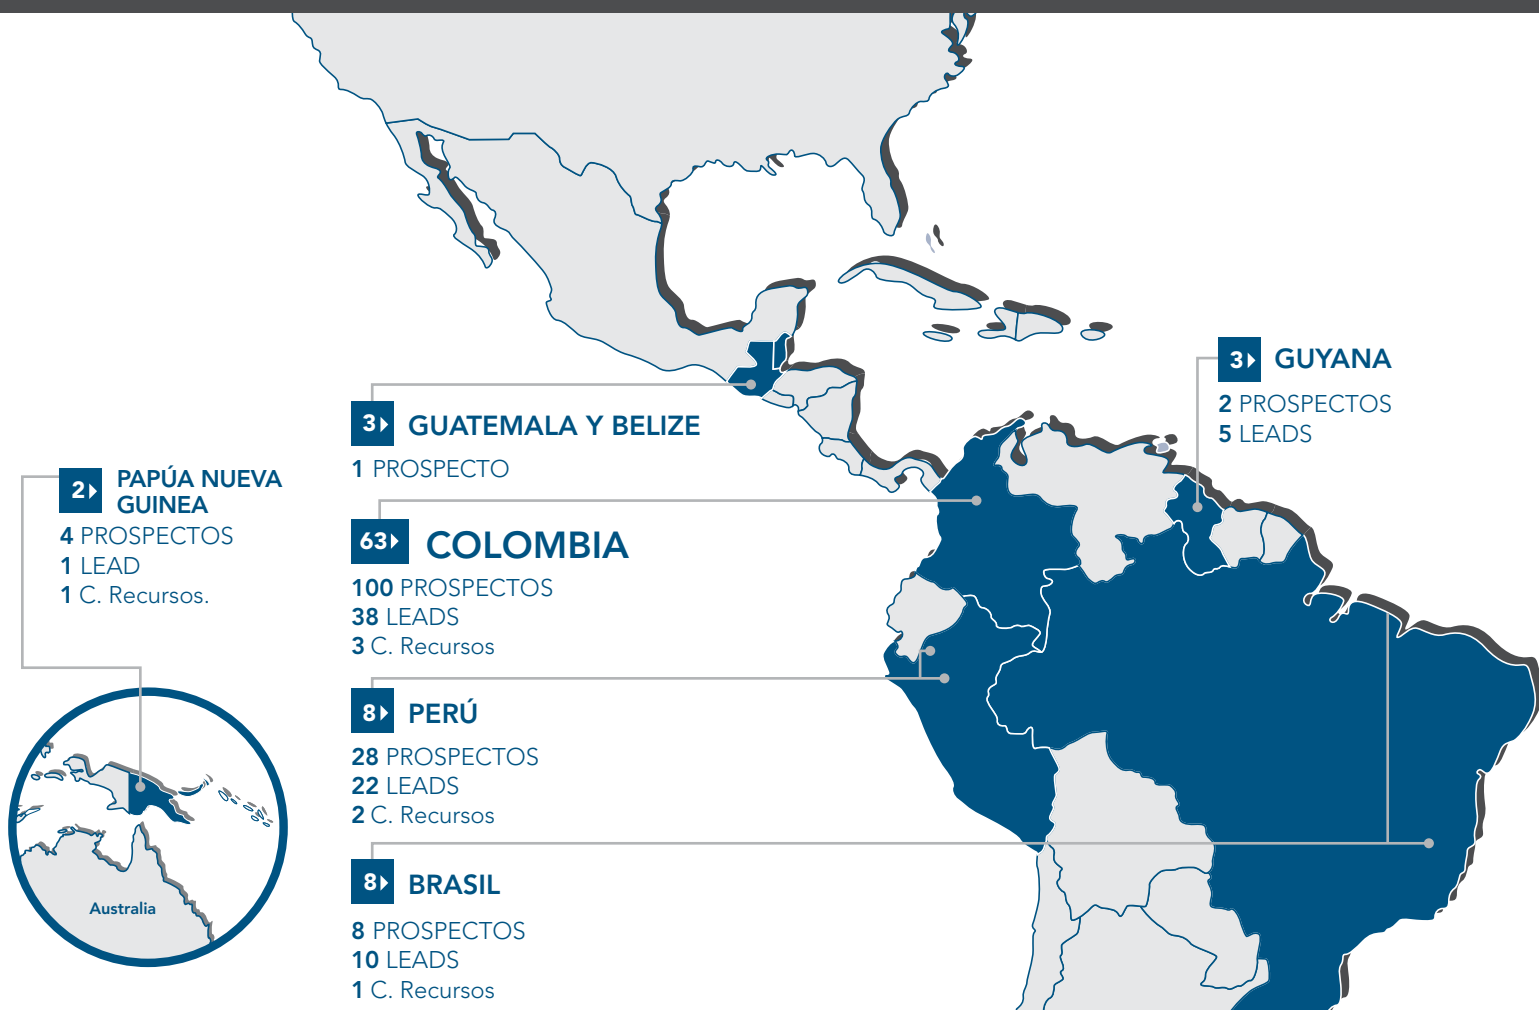 3 GUYANA
2 PROSPECTOS
5 LEADS
3 GUATEMALA Y BELIZE
1 PROSPECTO
2 PAPÚA NUEVA
GUINEA
4 PROSPECTOS
1 LEAD
1 C. Recursos.
63 COLOMBIA
100 PROSPECTOS
38 LEADS
3 C. Recursos
8 PERÚ
28 PROSPECTOS
22 LEADS
2 C. Recursos
8 BRASIL
8 PROSPECTOS
10 LEADS
1 C. Recursos
Australia